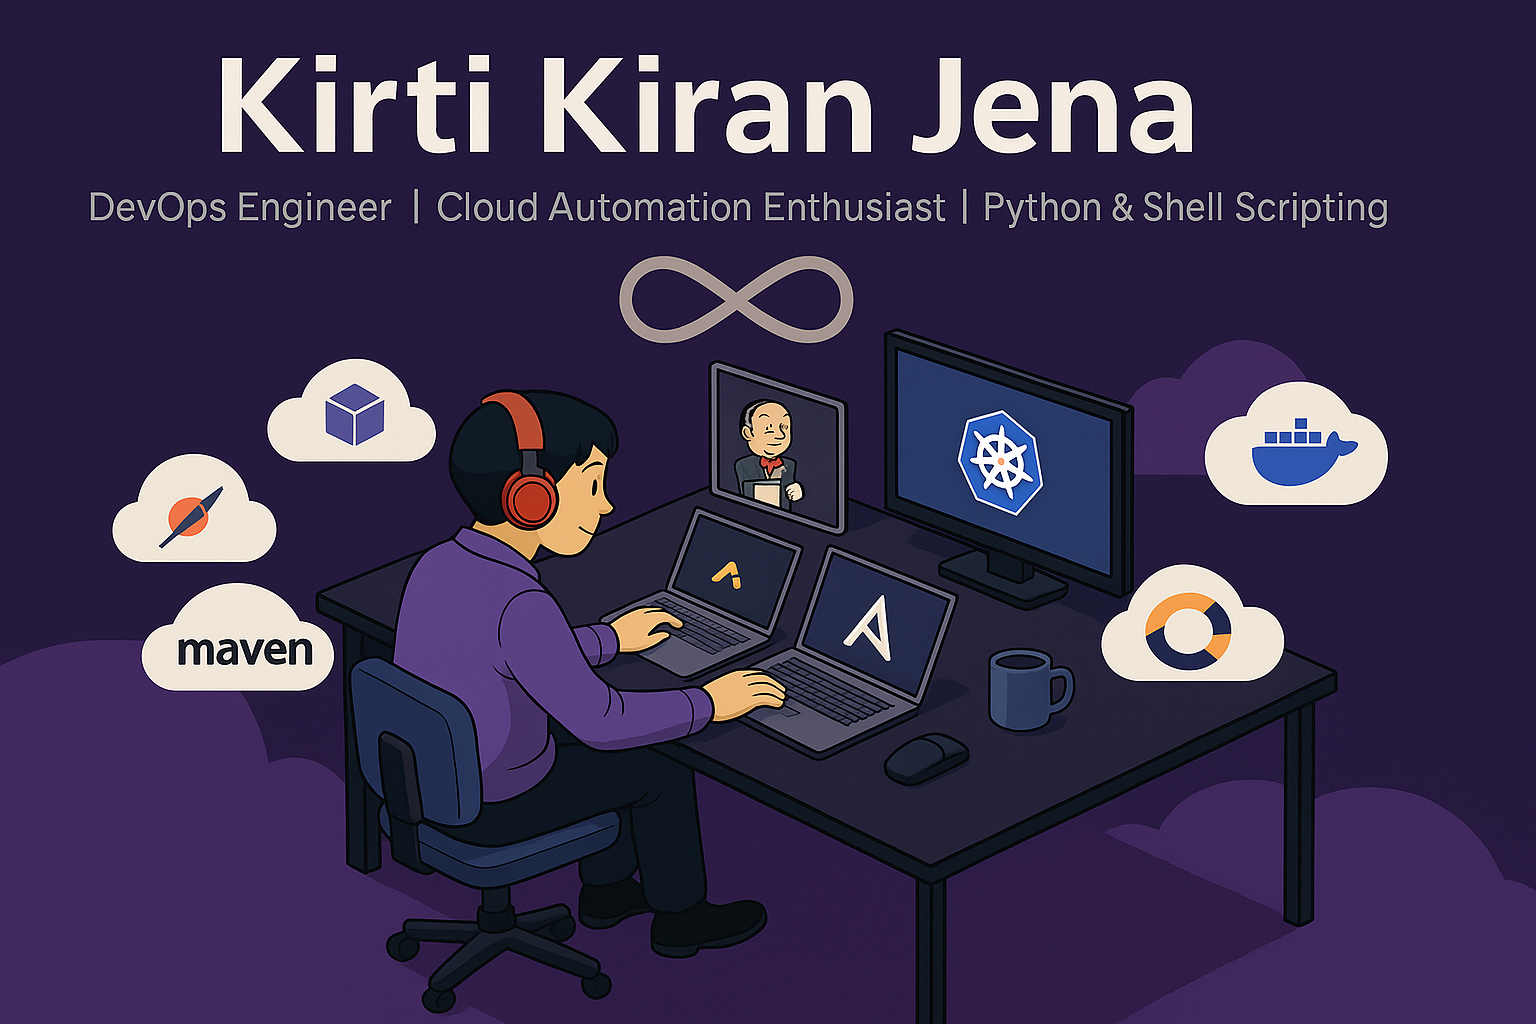 Kirti Kiran Jena
DevOps Engineer | Cloud Automation Enthusiast | Python & Shell Scripting
maven